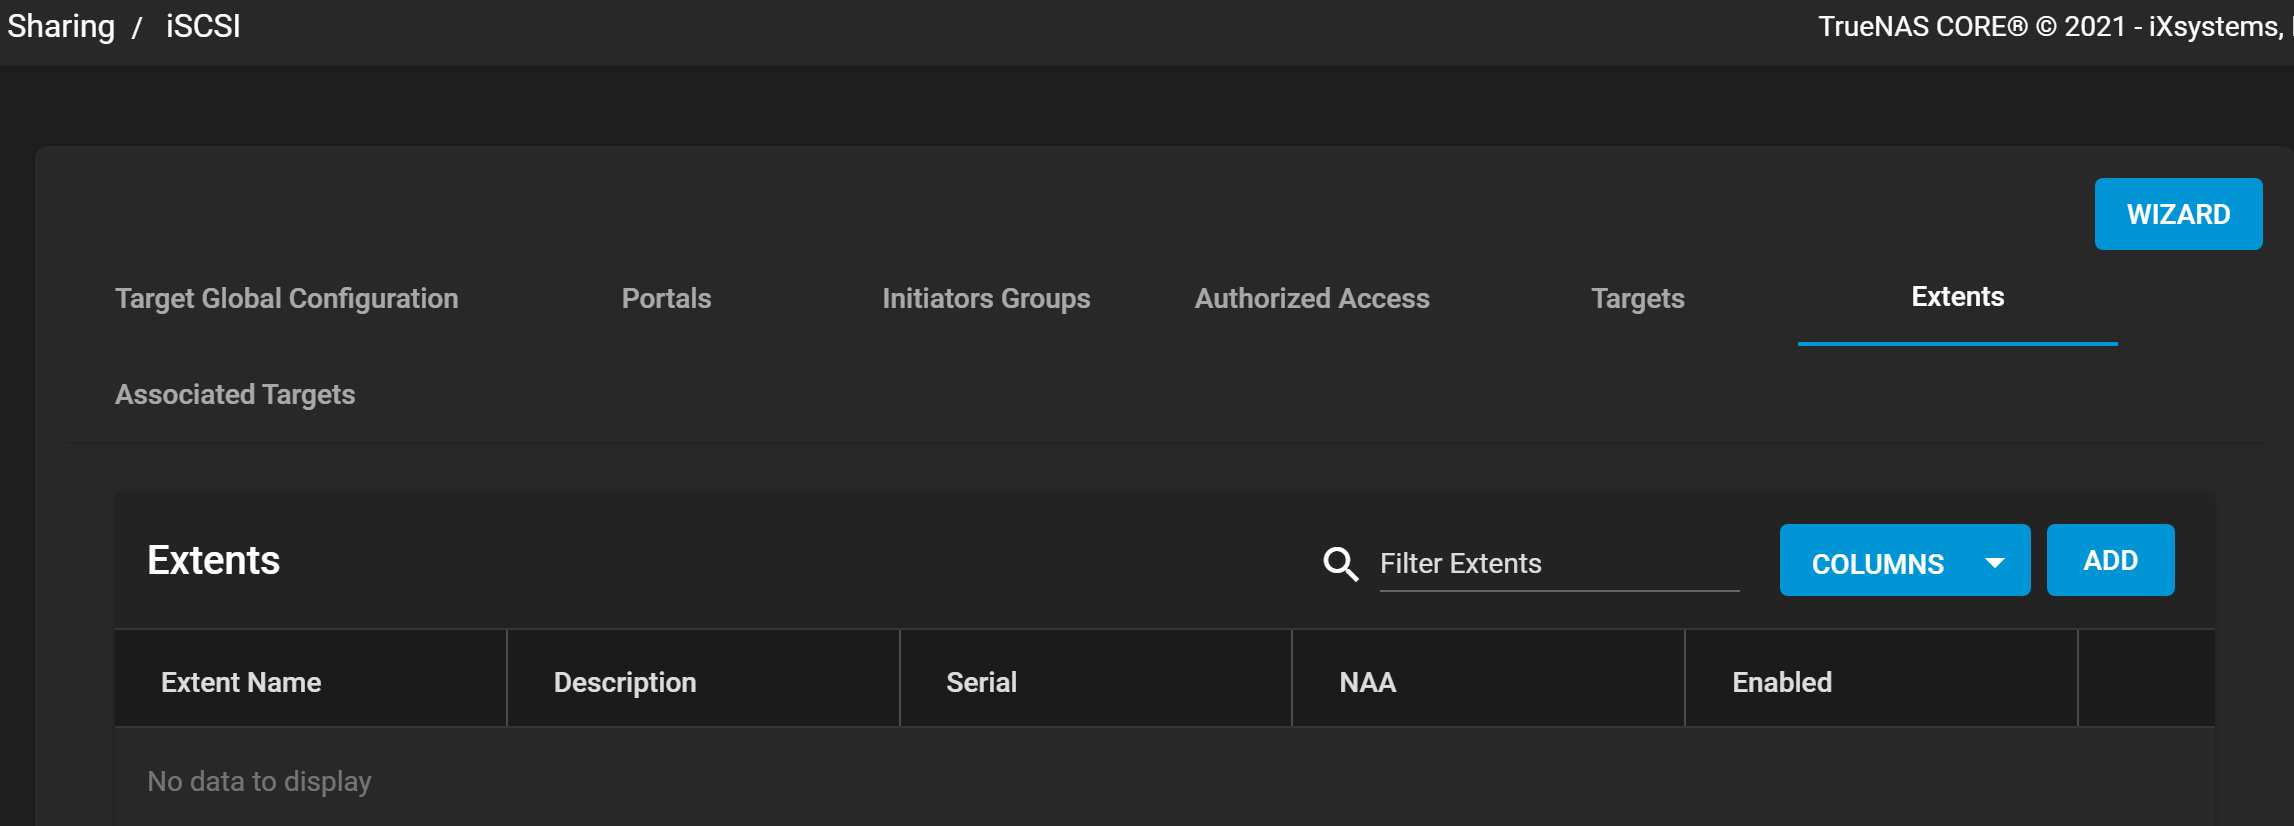 Sharing / iSCSI
TrueNAS CORE® © 2021 - iXsystems,
WIZARD
Target Global Configuration
Portals
Initiators Groups
Authorized Access
Targets
Extents
Associated Targets
Extents
Filter Extents
COLUMNS
ADD
Extent Name
Description
Serial
NAA
Enabled
No data to display